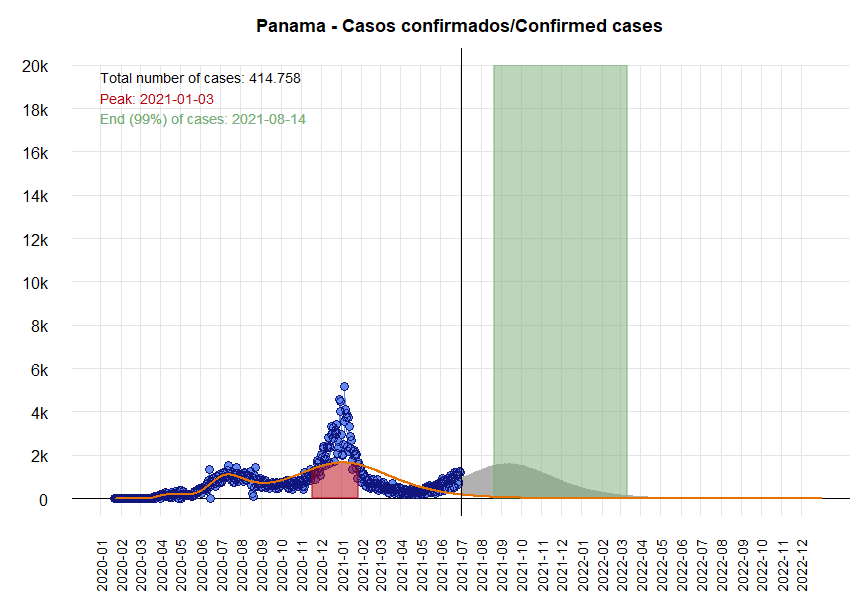 Panama - Casos confirmados/Confirmed cases
20k
Total number of cases: 414.758
Peak: 2021-01-03
End (99%) of cases: 2021-08-14
18k
16k
14k
12k
10k
8k
6k
4k
2k
0
2020-01
2020-02
2020-03
2020-04
2020-05
2020-06
2020-07
2020-08
2020-09
2020-10
2020-11
2020-12
2021-01
2021-02
2021-03
2021-04
2021-05
2021-06
2021-07
2021-08
2021-09
2021-10
2021-11
2021-12
2022-01
2022-02
2022-03
2022-04
2022-05
2022-06
2022-07
2022-08
2022-09
2022-10
2022-11
2022-12